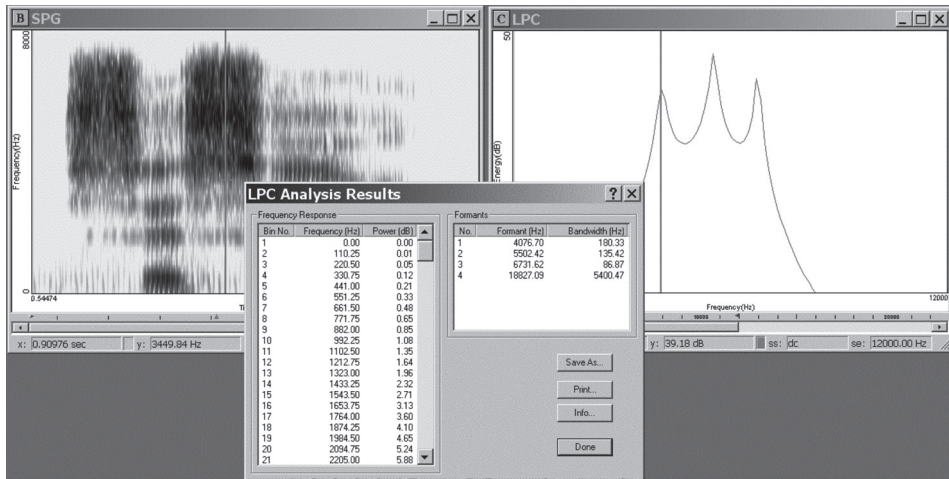 B SPG
8000
Frequency(Hz)
0
0.54474
x: 0.90976 sec y: 3449.84 Hz
C LPC
50
Energy(dB)
Frequency(Hz)
12000
10000 20000
y: 39.18 dB ss: dc se: 12000.00 Hz
LPC Analysis Results
Frequency Response
Bin No. Frequency (Hz) Power (dB)
1 0.00 0.00
2 110.25 0.01
3 220.50 0.05
4 330.75 0.12
5 441.00 0.21
6 551.25 0.33
7 661.50 0.48
8 771.75 0.65
9 882.00 0.85
10 992.25 1.08
11 1102.50 1.35
12 1212.75 1.64
13 1323.00 1.96
14 1433.25 2.32
15 1543.50 2.71
16 1653.75 3.13
17 1764.00 3.60
18 1874.25 4.10
19 1984.50 4.65
20 2094.75 5.24
21 2205.00 5.88
Formants
No. Formant (Hz) Bandwidth (Hz)
1 4076.70 180.33
2 5502.42 135.42
3 6731.62 86.87
4 18827.09 5400.47
Save As...
Print...
Info...
Done